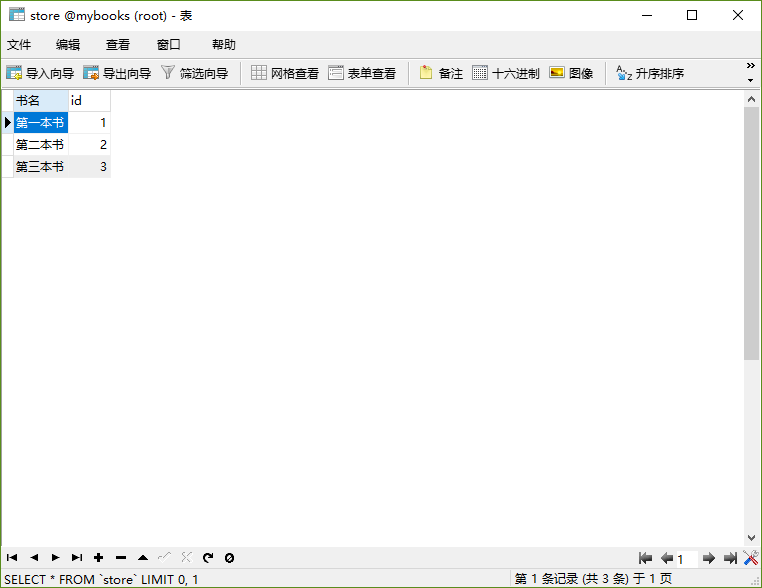 store @mybooks (root) - 表
文件 编辑 查看 窗口 帮助
导入向导 导出向导 筛选向导 网格查看 表单查看 备注 十六进制 图像 升序排序
书名 id
第一本书 1
第二本书 2
第三本书 3
1
SELECT * FROM `store` LIMIT 0, 1 第 1 条记录 (共 3 条) 于 1 页